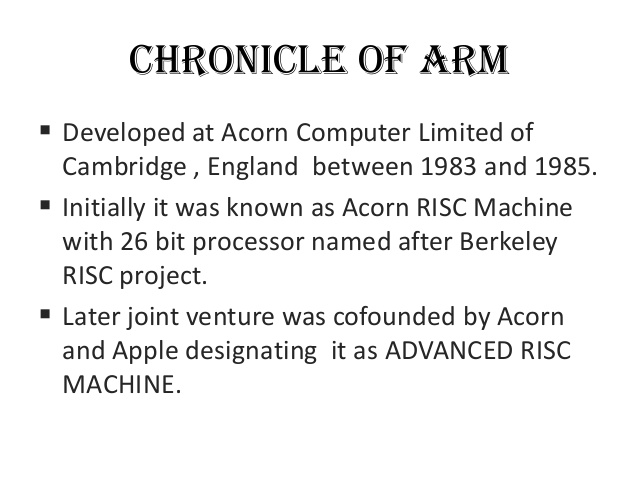 CHRONICLE OF ARM
▪ Developed at Acorn Computer Limited of
Cambridge , England  between 1983 and 1985.
▪ Initially it was known as Acorn RISC Machine
with 26 bit processor named after Berkeley
RISC project.
▪ Later joint venture was cofounded by Acorn
and Apple designating  it as ADVANCED RISC
MACHINE.